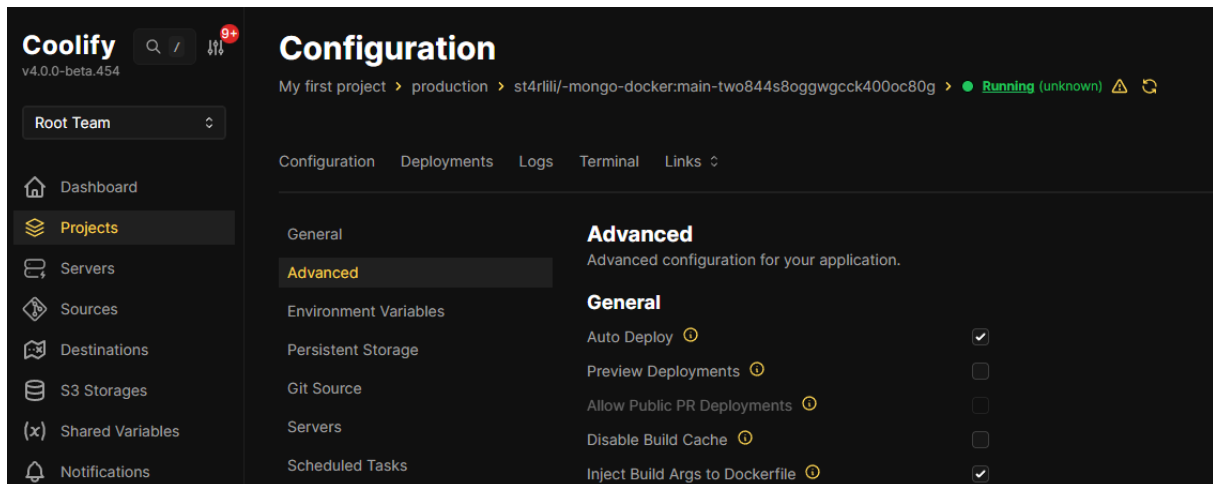 Coolify
/
9+
v4.0.0-beta.454
Root Team
Dashboard
Projects
Servers
Sources
Destinations
S3 Storages
Shared Variables
Notifications
Configuration
My first project > production > st4rlili/-mongo-docker:main-two844s8oggwgcck400oc80g > Running (unknown)
Configuration Deployments Logs Terminal Links
General
Advanced
Environment Variables
Persistent Storage
Git Source
Servers
Scheduled Tasks
Advanced
Advanced configuration for your application.
General
Auto Deploy
Preview Deployments
Allow Public PR Deployments
Disable Build Cache
Inject Build Args to Dockerfile